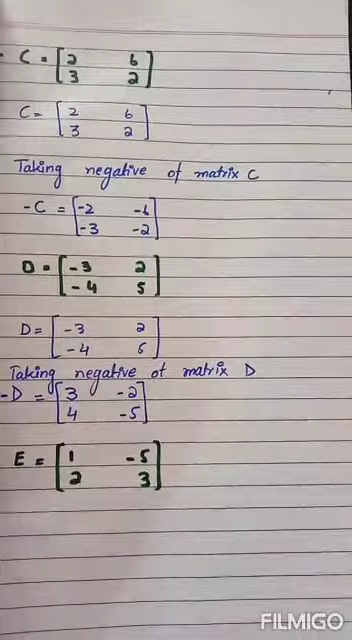 C = [2 6
3 2]
C = [2 6
3 2]
Taking negative of matrix C
-C = [-2 -6
-3 -2]
D = [-3 2
-4 5]
D = [-3 2
-4 5]
Taking negative of matrix D
-D = [3 -2
4 -5]
E = [1 -5
2 3]
FILMIGO